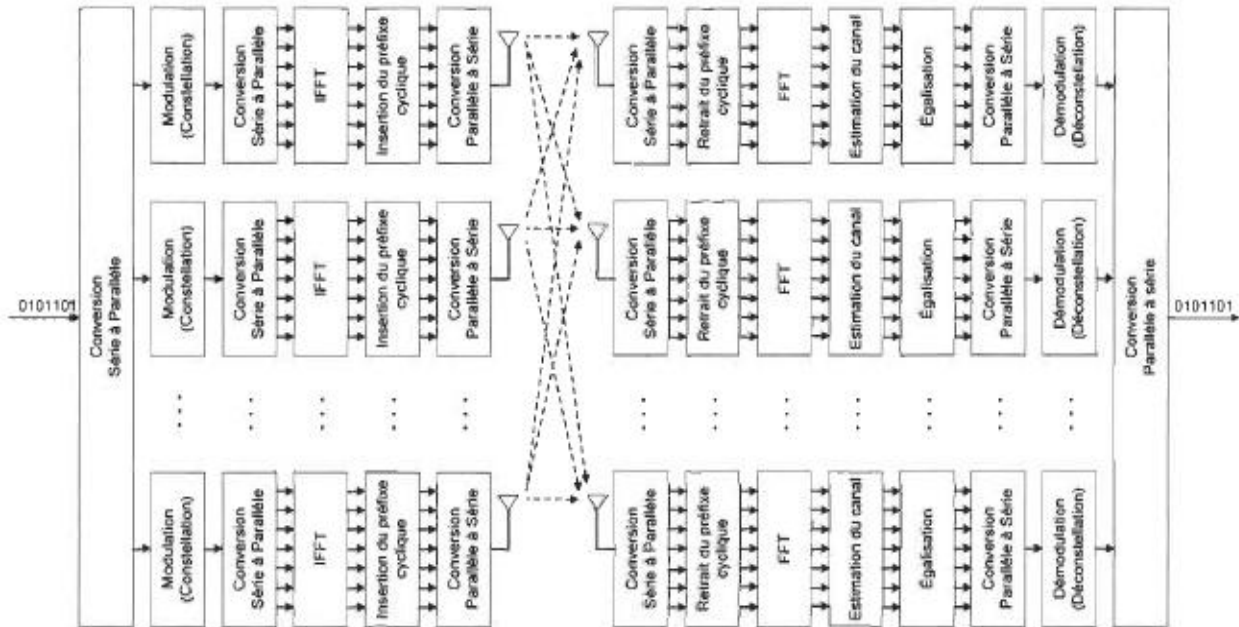 0101101
Conversion
Série à Parallèle
Modulation
(Constellation)
Conversion
Série à Parallèle
IFFT
Insertion du préfixe
cyclique
Conversion
Parallèle à Série
Conversion
Série à Parallèle
Retrait du préfixe
cyclique
FFT
Estimation du canal
Égalisation
Conversion
Parallèle à Série
Démodulation
(Déconstellation)
Modulation
(Constellation)
Conversion
Série à Parallèle
IFFT
Insertion du préfixe
cyclique
Conversion
Parallèle à Série
Conversion
Série à Parallèle
Retrait du préfixe
cyclique
FFT
Estimation du canal
Égalisation
Conversion
Parallèle à Série
Démodulation
(Déconstellation)
Modulation
(Constellation)
Conversion
Série à Parallèle
IFFT
Insertion du préfixe
cyclique
Conversion
Parallèle à Série
Conversion
Série à Parallèle
Retrait du préfixe
cyclique
FFT
Estimation du canal
Égalisation
Conversion
Parallèle à Série
Démodulation
(Déconstellation)
Conversion
Parallèle à série
0101101